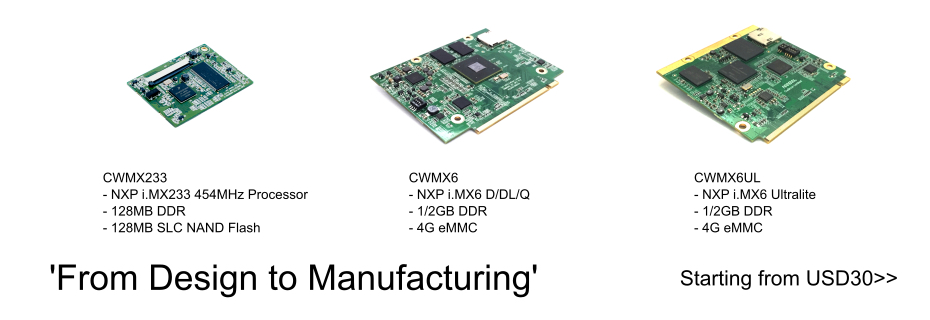 CWMX233
- NXP i.MX233 454MHz Processor
- 128MB DDR
- 128MB SLC NAND Flash
CWMX6
- NXP i.MX6 D/DL/Q
- 1/2GB DDR
- 4G eMMC
CWMX6UL
- NXP i.MX6 Ultralite
- 1/2GB DDR
- 4G eMMC
'From Design to Manufacturing'
Starting from USD30>>